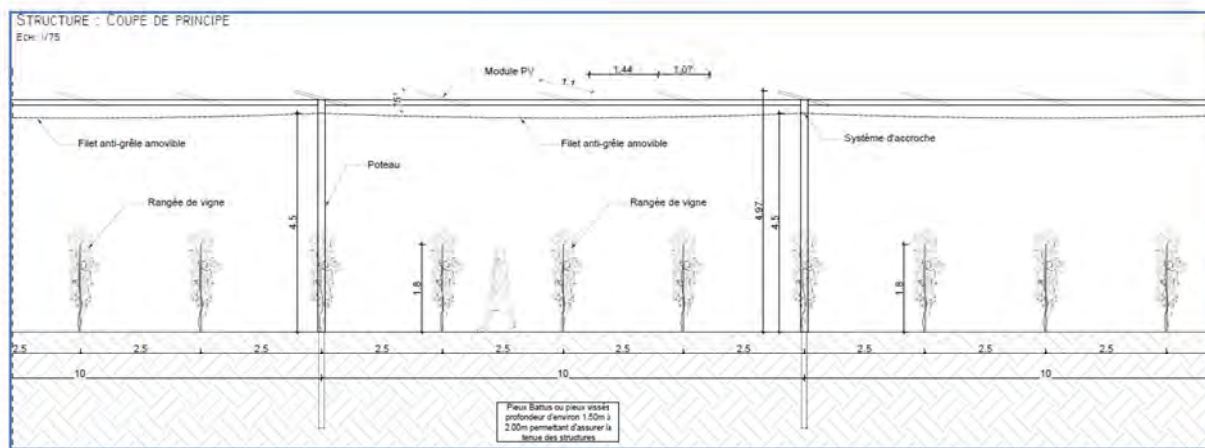 STRUCTURE : COUPE DE PRINCIPE
ECH: 1/75
Module PV
1.44
1.07
1.1
15°
Filet anti-grêle amovible
Filet anti-grêle amovible
Système d'accroche
Poteau
Rangée de vigne
Rangée de vigne
4.5
4.97
4.5
1.8
1.8
2.5 2.5 2.5 2.5 2.5 2.5 2.5 2.5 2.5 2.5
10 10 10
Pieux Battus ou pieux vissés
profondeur d'environ 1.50m à
2.00m permettant d'assurer la
tenue des structures